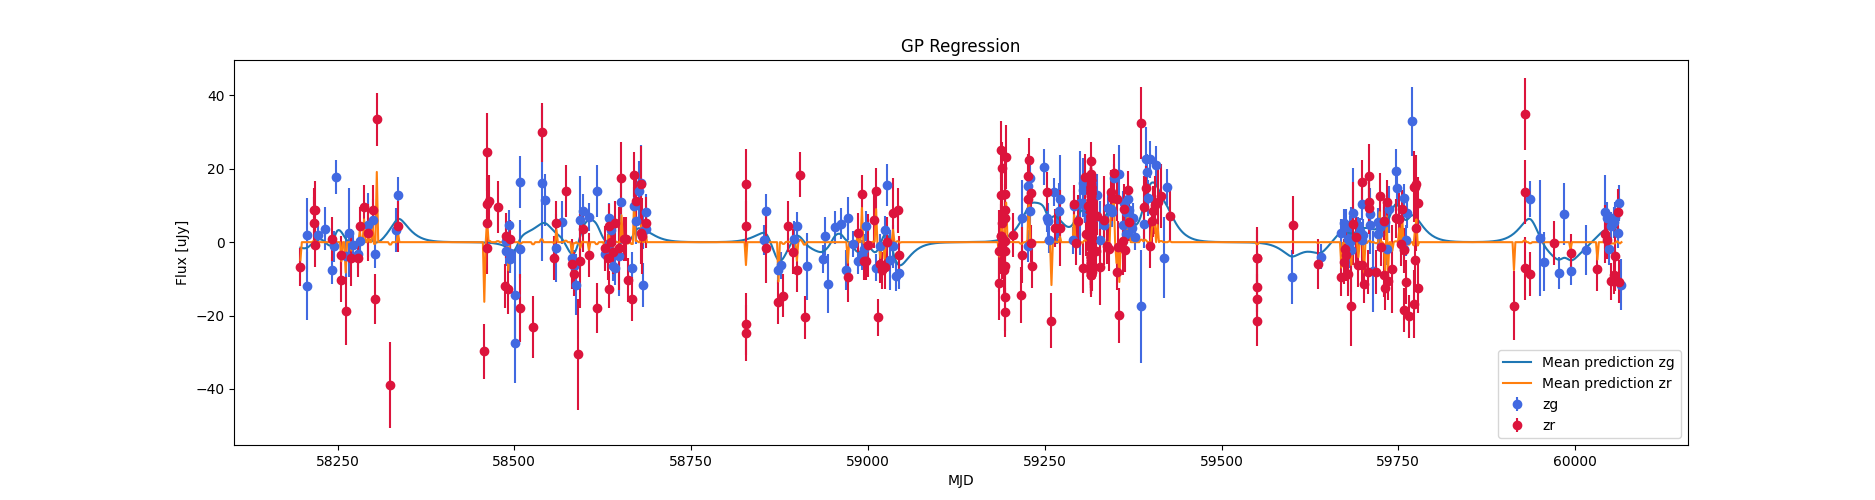 GP Regression
Flux [uJy]
40
20
0
−20
−40
58250
58500
58750
59000
59250
59500
59750
60000
MJD
Mean prediction zg
Mean prediction zr
zg
zr